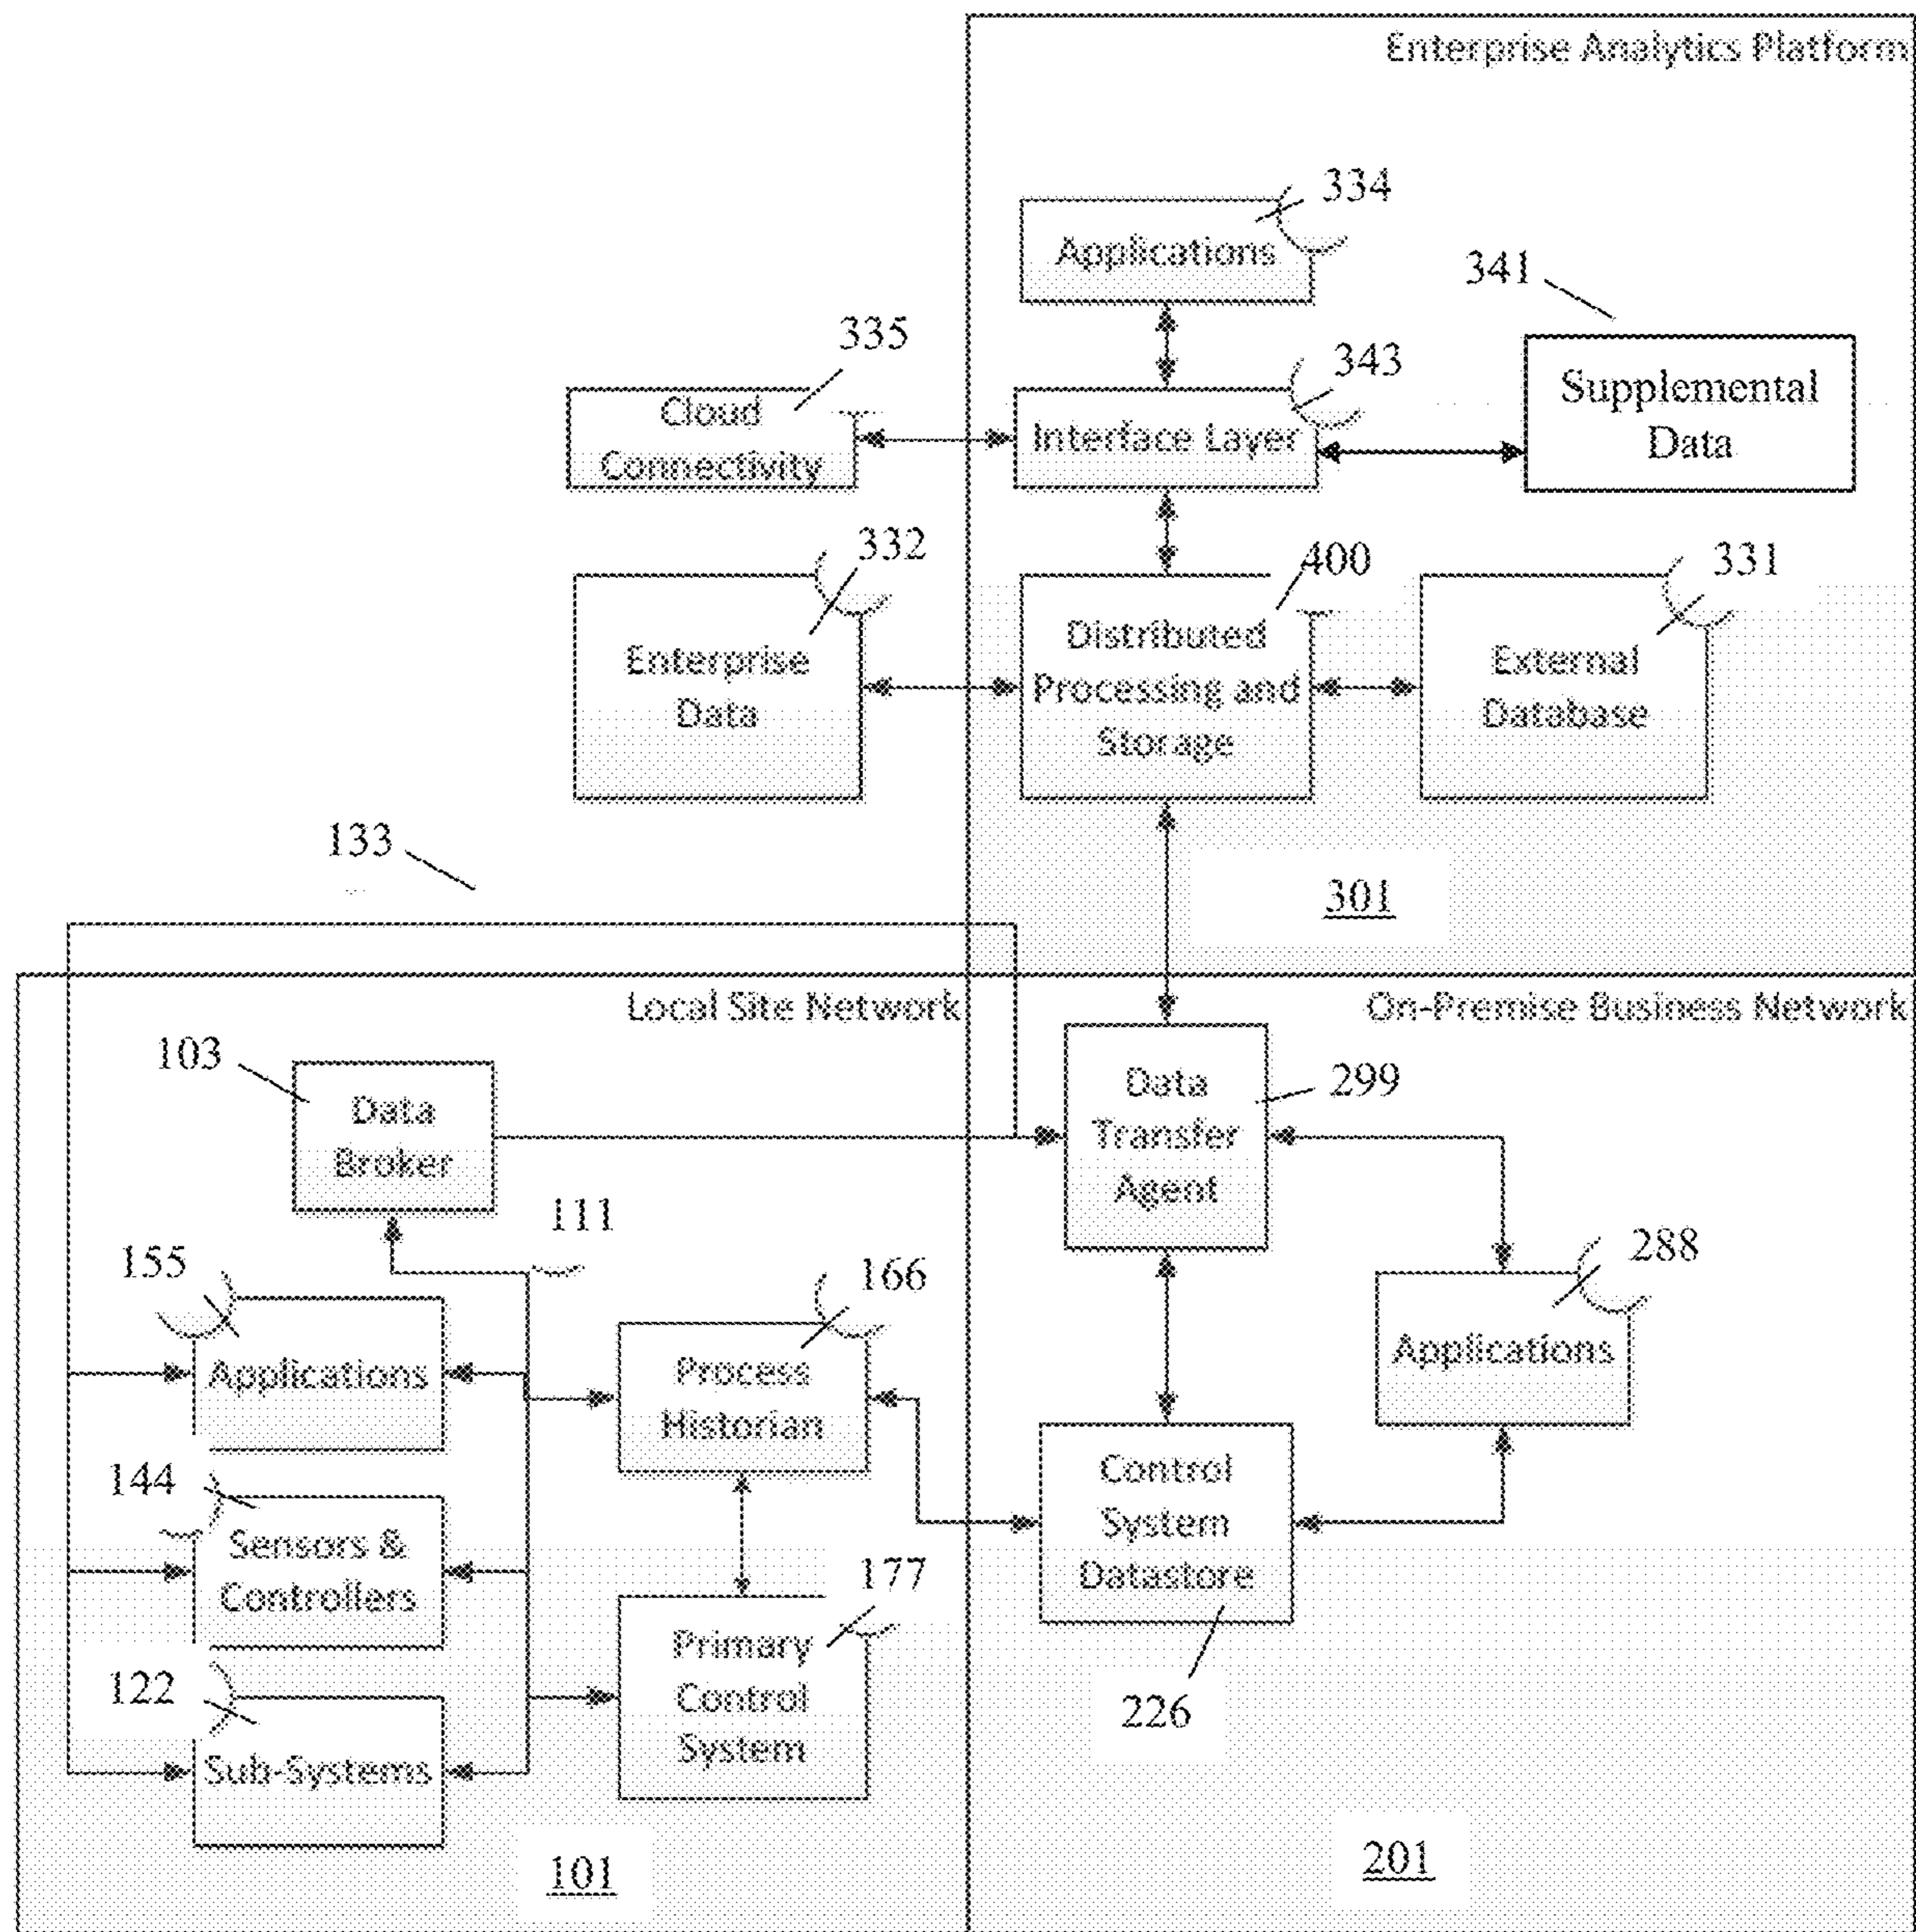 Enterprise Analytics Platform
334
Applications
341
335
343
Supplemental
Data
Cloud
Connectivity
Interface Layer
332
400
331
Enterprise
Data
Distributed
Processing and
Storage
External
Database
133
301
Local Site Network
On-Premise Business Network
103
Data
Broker
Data
Transfer
Agent
299
111
155
166
288
Applications
Process
Historian
Applications
144
Sensors &
Controllers
Control
System
Datastore
177
122
Primary
Control
System
226
Sub-Systems
101
201